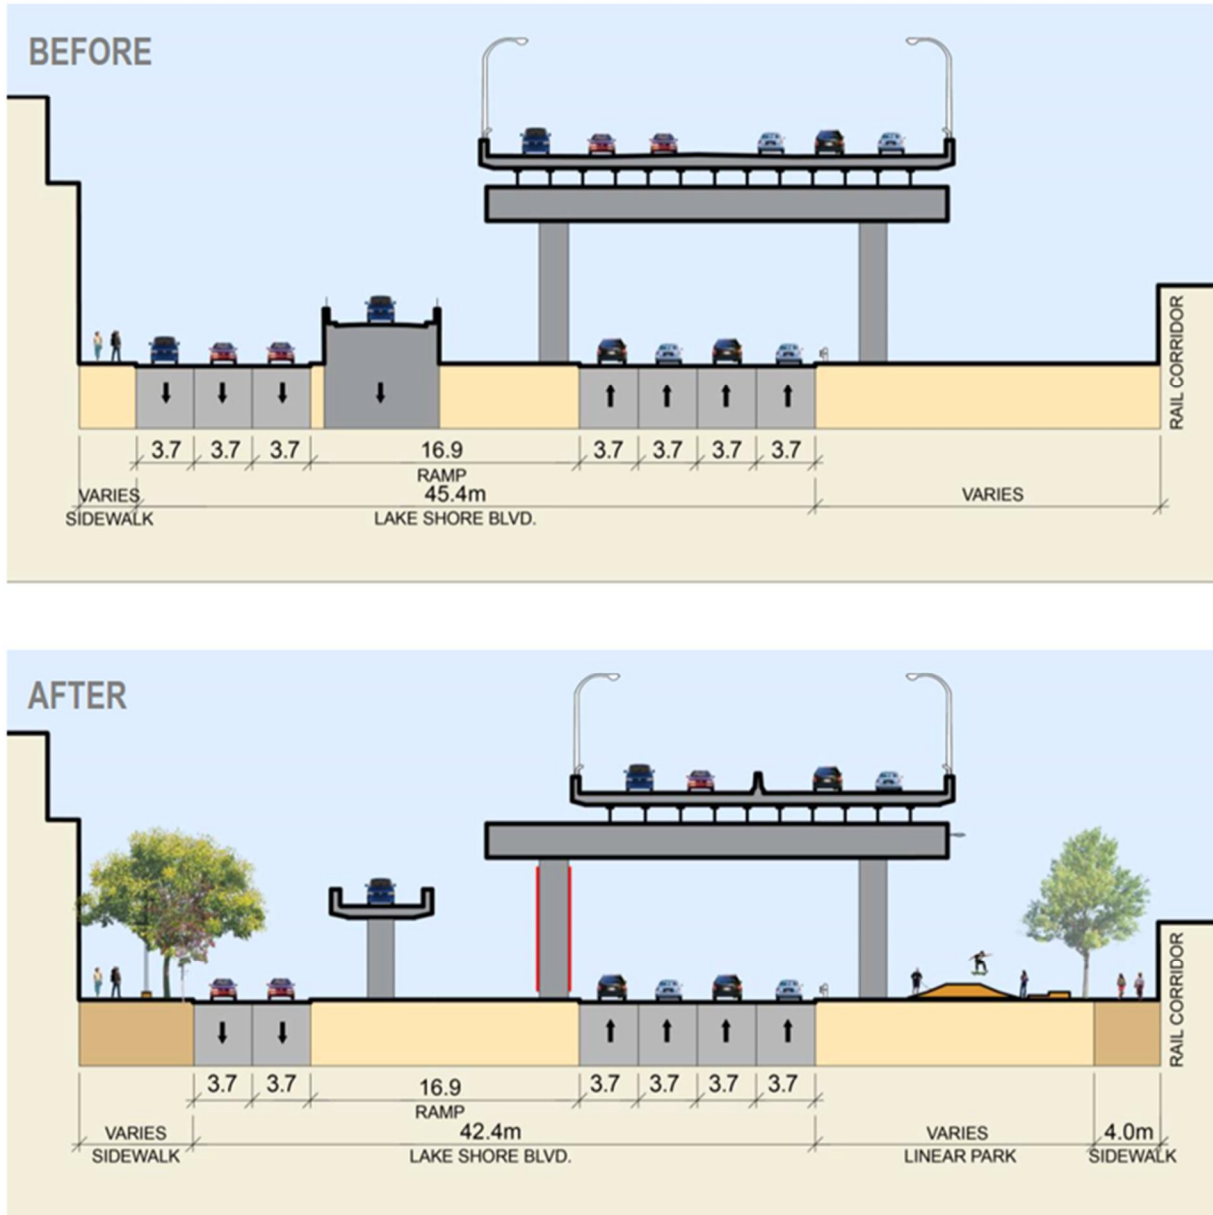 BEFORE
RAIL CORRIDOR
3.7 3.7 3.7 16.9 3.7 3.7 3.7 3.7
RAMP
VARIES 45.4m VARIES
SIDEWALK LAKE SHORE BLVD.
AFTER
RAIL CORRIDOR
3.7 3.7 16.9 3.7 3.7 3.7 3.7
RAMP
VARIES 42.4m VARIES 4.0m
SIDEWALK LAKE SHORE BLVD. LINEAR PARK SIDEWALK